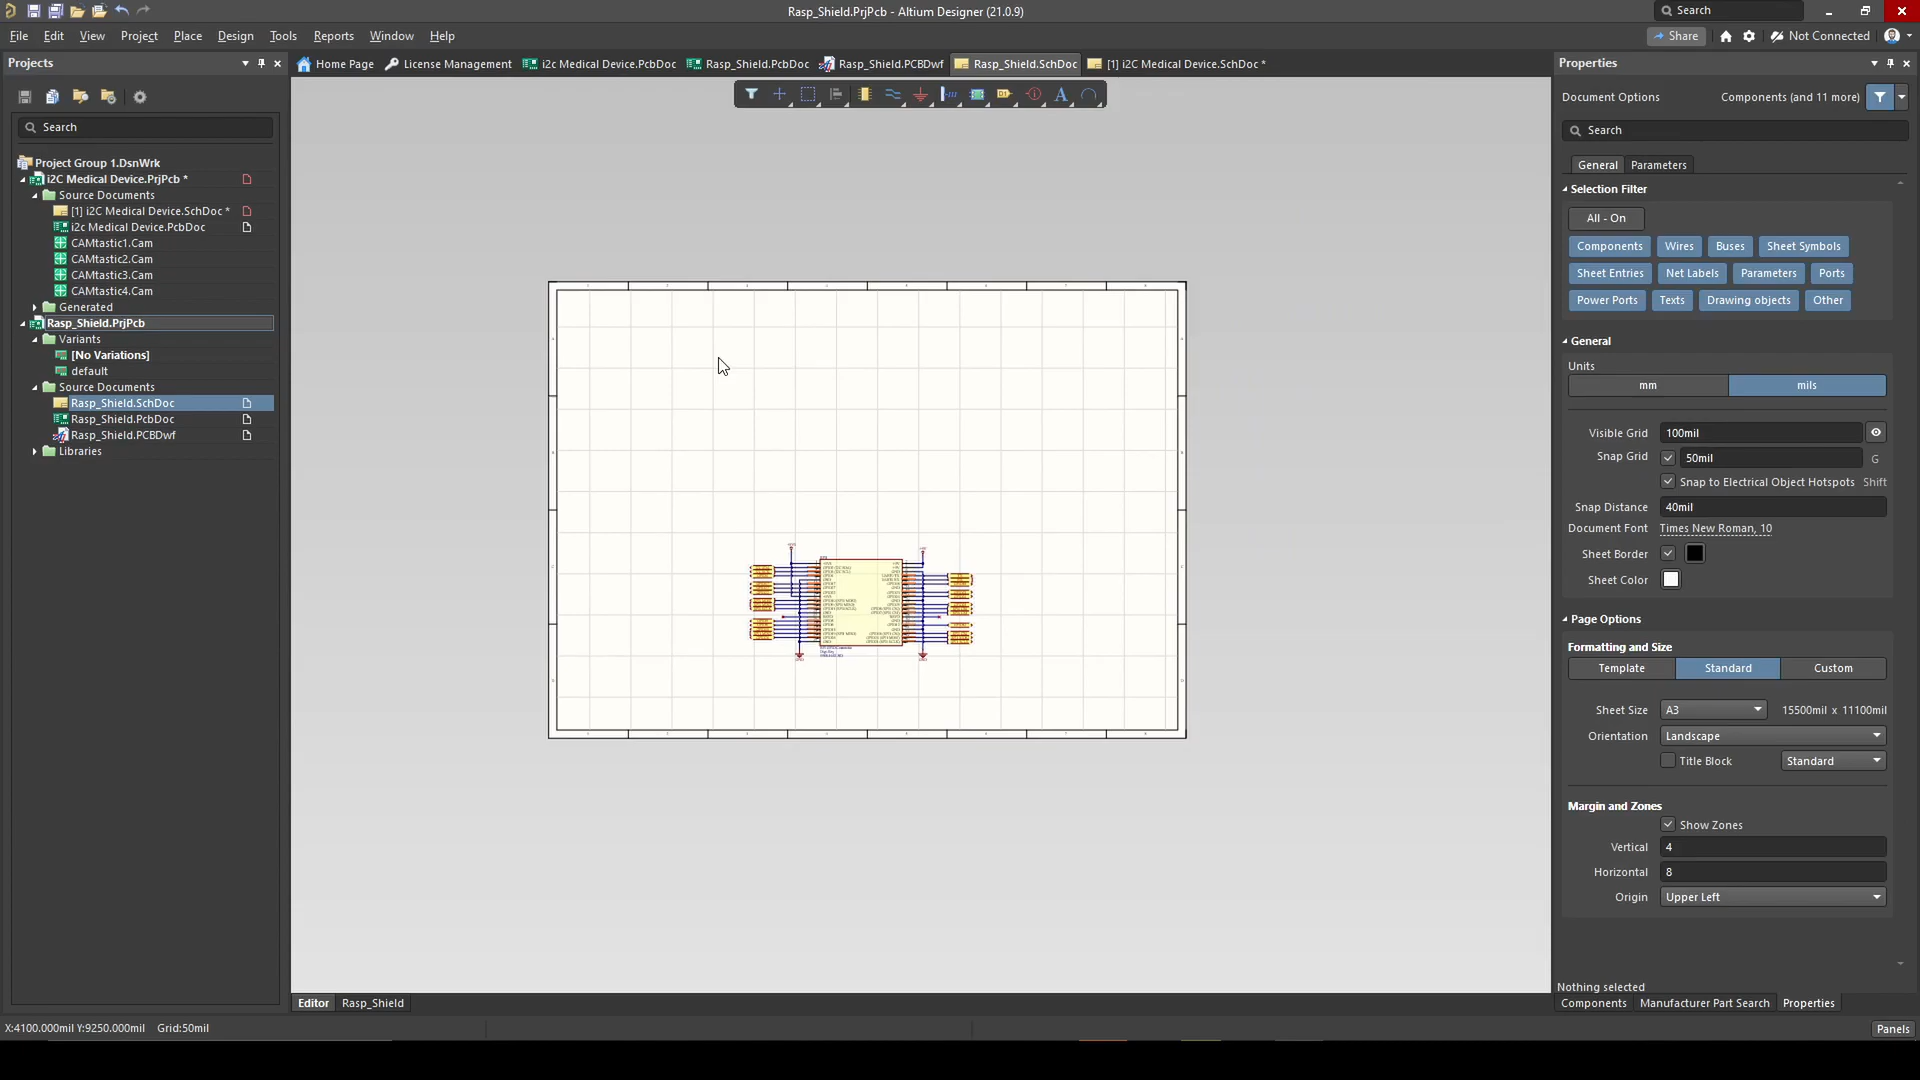 Rasp_Shield.PrjPcb - Altium Designer (21.0.9)
Search
File Edit View Project Place Design Tools Reports Window Help
Share
Not Connected
Projects
Home Page
License Management
i2c Medical Device.PcbDoc
Rasp_Shield.PcbDoc
Rasp_Shield.PCBDwf
Rasp_Shield.SchDoc
[1] i2C Medical Device.SchDoc *
Search
Project Group 1.DsnWrk
i2C Medical Device.PrjPcb *
Source Documents
[1] i2C Medical Device.SchDoc *
i2c Medical Device.PcbDoc
CAMtastic1.Cam
CAMtastic2.Cam
CAMtastic3.Cam
CAMtastic4.Cam
Generated
Rasp_Shield.PrjPcb
Variants
[No Variations]
default
Source Documents
Rasp_Shield.SchDoc
Rasp_Shield.PcbDoc
Rasp_Shield.PCBDwf
Libraries
Properties
Document Options Components (and 11 more)
Search
General Parameters
Selection Filter
All - On
Components Wires Buses Sheet Symbols
Sheet Entries Net Labels Parameters Ports
Power Ports Texts Drawing objects Other
General
Units
mm mils
Visible Grid 100mil
Snap Grid 50mil G
Snap to Electrical Object Hotspots Shift
Snap Distance 40mil
Document Font Times New Roman, 10
Sheet Border
Sheet Color
Page Options
Formatting and Size
Template Standard Custom
Sheet Size A3 15500mil x 11100mil
Orientation Landscape
Title Block Standard
Margin and Zones
Show Zones
Vertical 4
Horizontal 8
Origin Upper Left
Nothing selected
Components Manufacturer Part Search Properties
Editor Rasp_Shield
X:4100.000mil Y:9250.000mil Grid:50mil
Panels